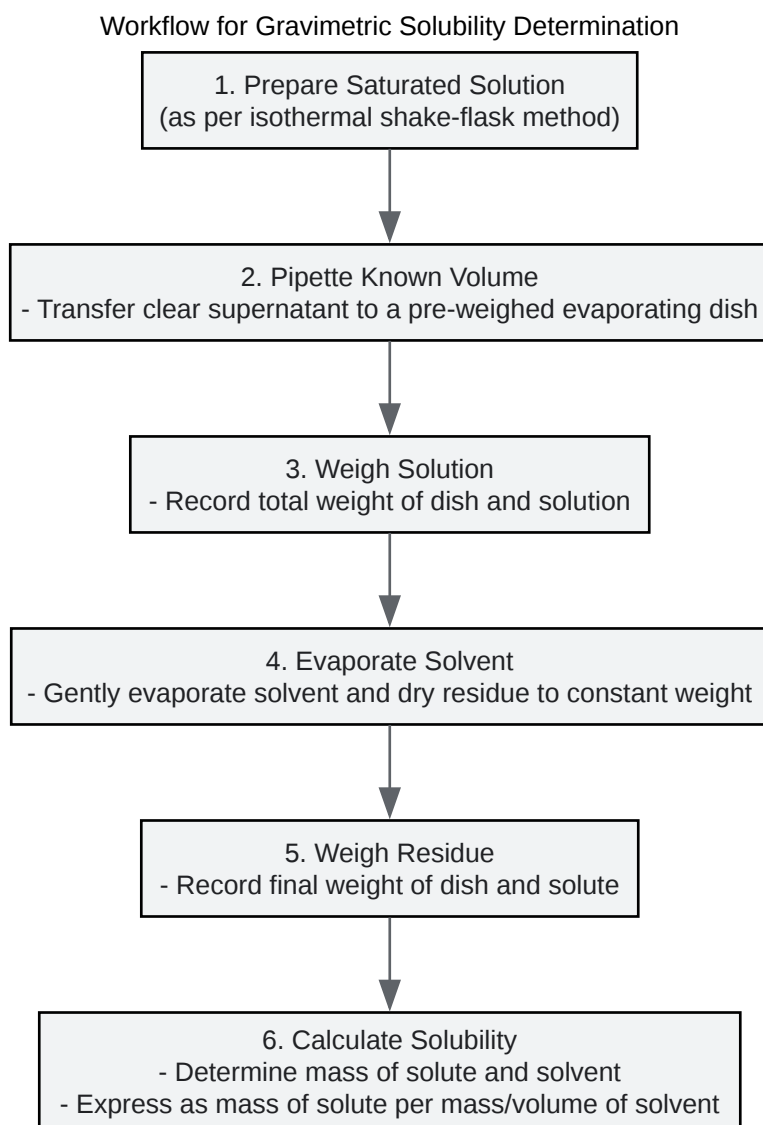 Workflow for Gravimetric Solubility Determination
1. Prepare Saturated Solution
(as per isothermal shake-flask method)
2. Pipette Known Volume
- Transfer clear supernatant to a pre-weighed evaporating dish
3. Weigh Solution
- Record total weight of dish and solution
4. Evaporate Solvent
- Gently evaporate solvent and dry residue to constant weight
5. Weigh Residue
- Record final weight of dish and solute
6. Calculate Solubility
- Determine mass of solute and solvent
- Express as mass of solute per mass/volume of solvent